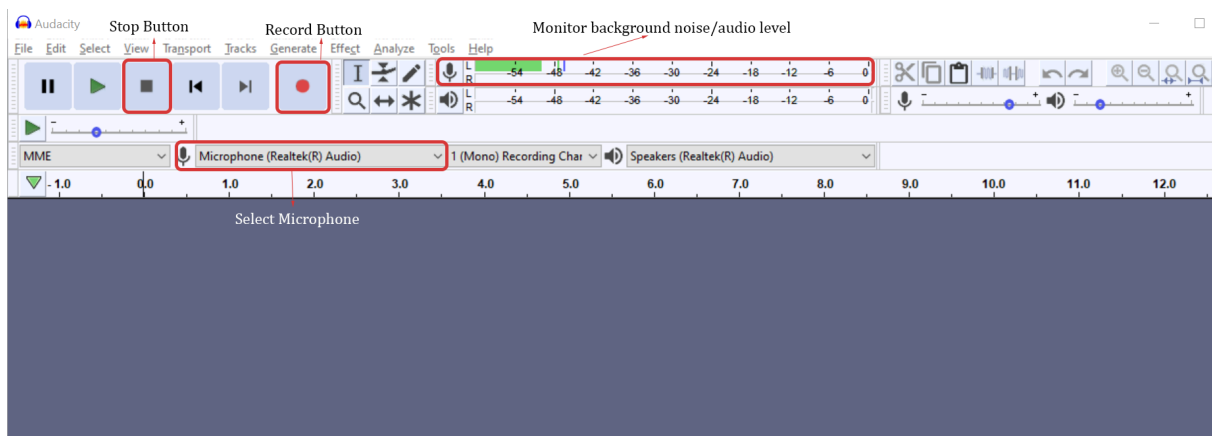 Audacity
Stop Button
Record Button
Monitor background noise/audio level
File Edit Select View Transport Tracks Generate Effect Analyze Tools Help
L
R
-54 -48 -42 -36 -30 -24 -18 -12 -6 0
L
R
-54 -48 -42 -36 -30 -24 -18 -12 -6 0
- +
- +
- +
MME Microphone (Realtek(R) Audio) 1 (Mono) Recording Char Speakers (Realtek(R) Audio)
- 1.0 0.0 1.0 2.0 3.0 4.0 5.0 6.0 7.0 8.0 9.0 10.0 11.0 12.0
Select Microphone